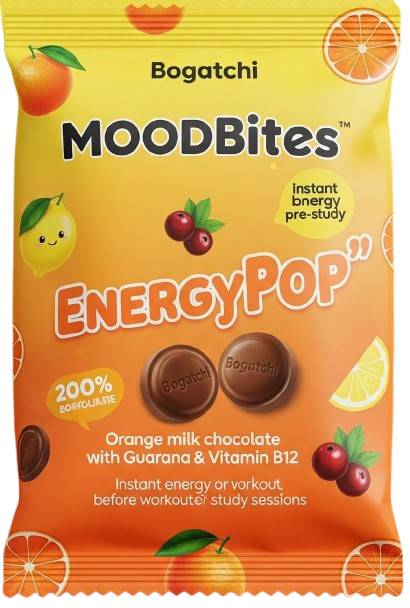 Bogatchi
MOODBites™
instant
bnergy
pre-study
ENERGYPOP”
Bogatchi
Bogatchi
200%
Orange milk chocolate
with Guarana & Vitamin B12
Instant energy or vorkout
before workouter study sessions